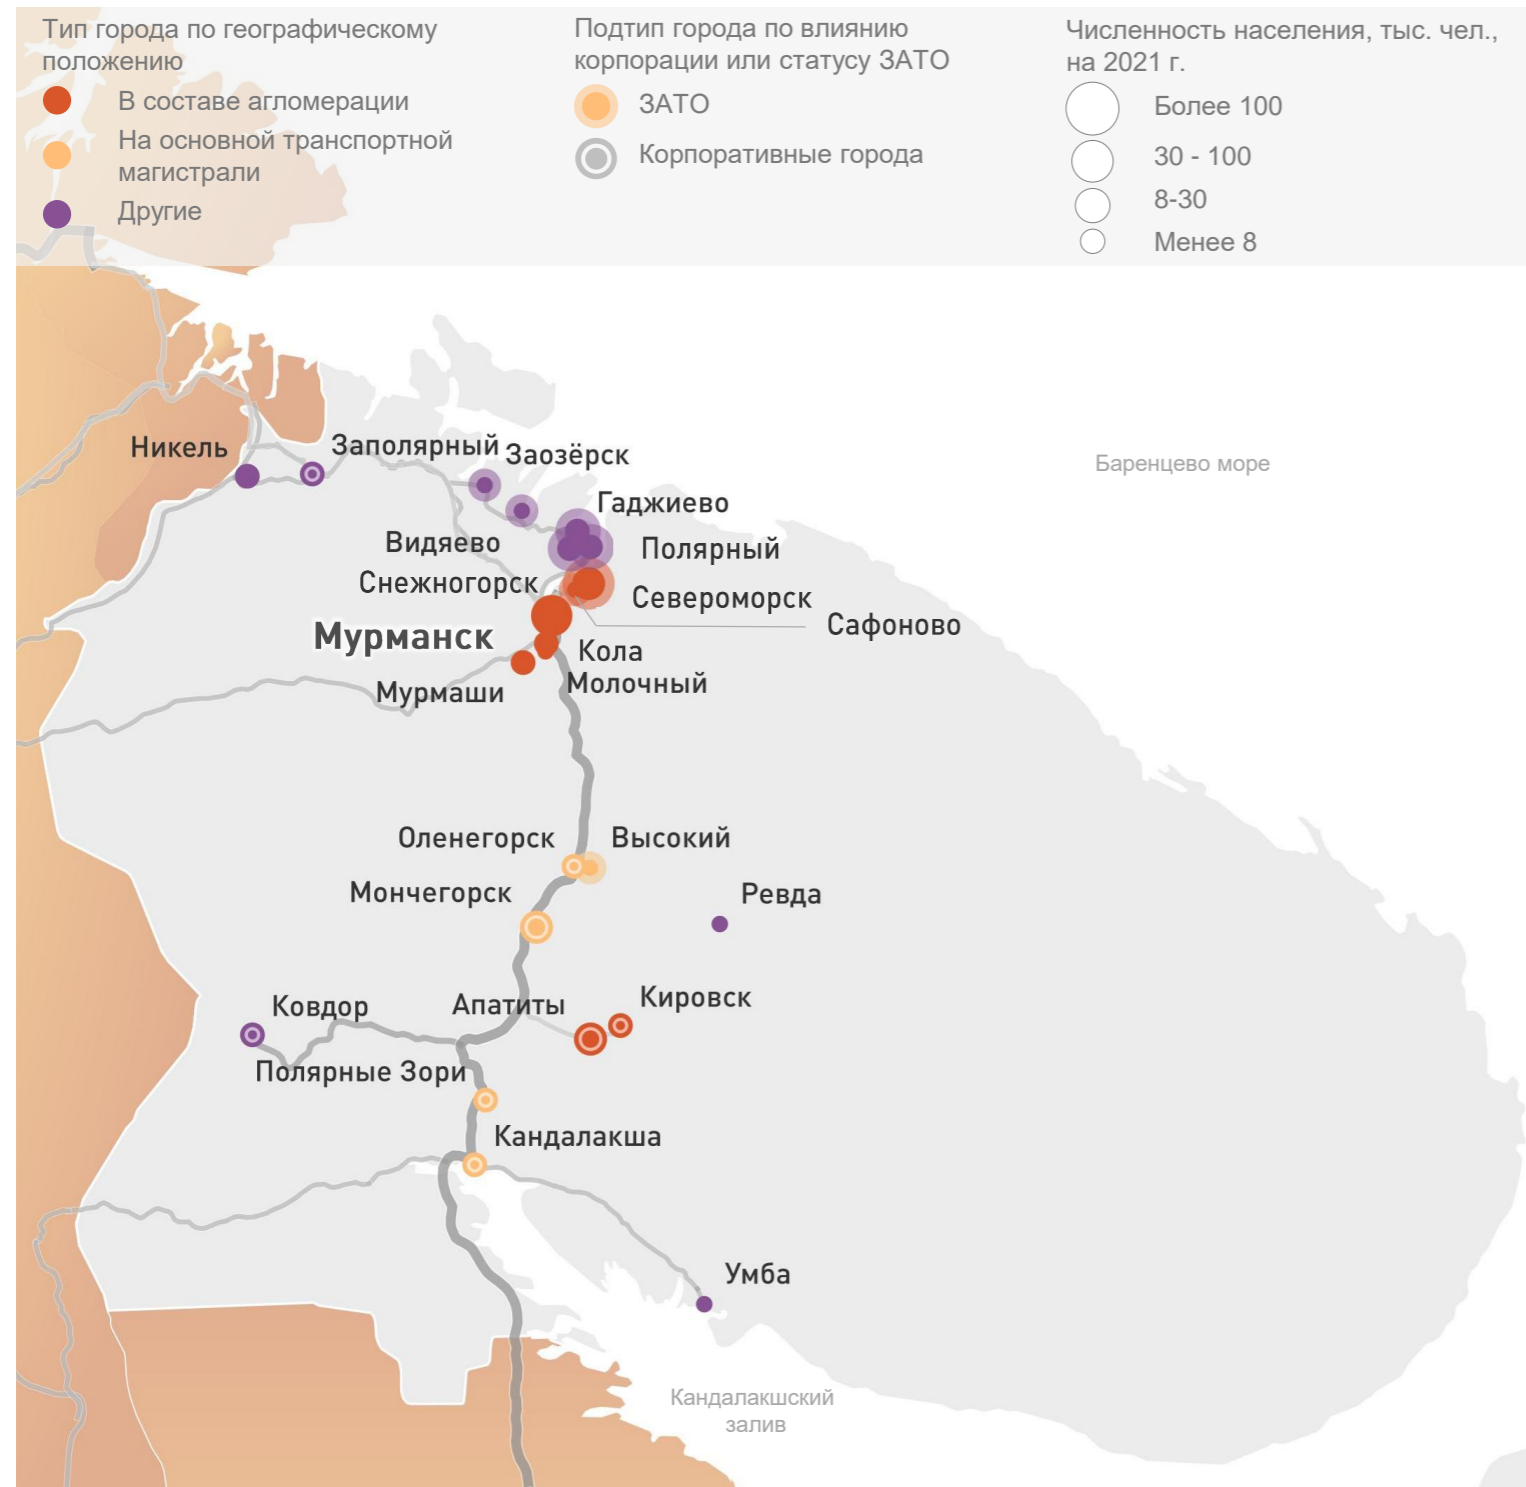 Тип города по географическому
положению
В составе агломерации
На основной транспортной
магистрали
Другие
Подтип города по влиянию
корпорации или статусу ЗАТО
ЗАТО
Корпоративные города
Численность населения, тыс. чел.,
на 2021 г.
Более 100
30 - 100
8-30
Менее 8
Никель
Заполярный
Заозёрск
Баренцево море
Гаджиево
Видяево
Полярный
Снежногорск
Североморск
Сафоново
Мурманск
Кола
Молочный
Мурмаши
Оленегорск
Высокий
Мончегорск
Ревда
Ковдор
Апатиты
Кировск
Полярные Зори
Кандалакша
Умба
Кандалакшский
залив